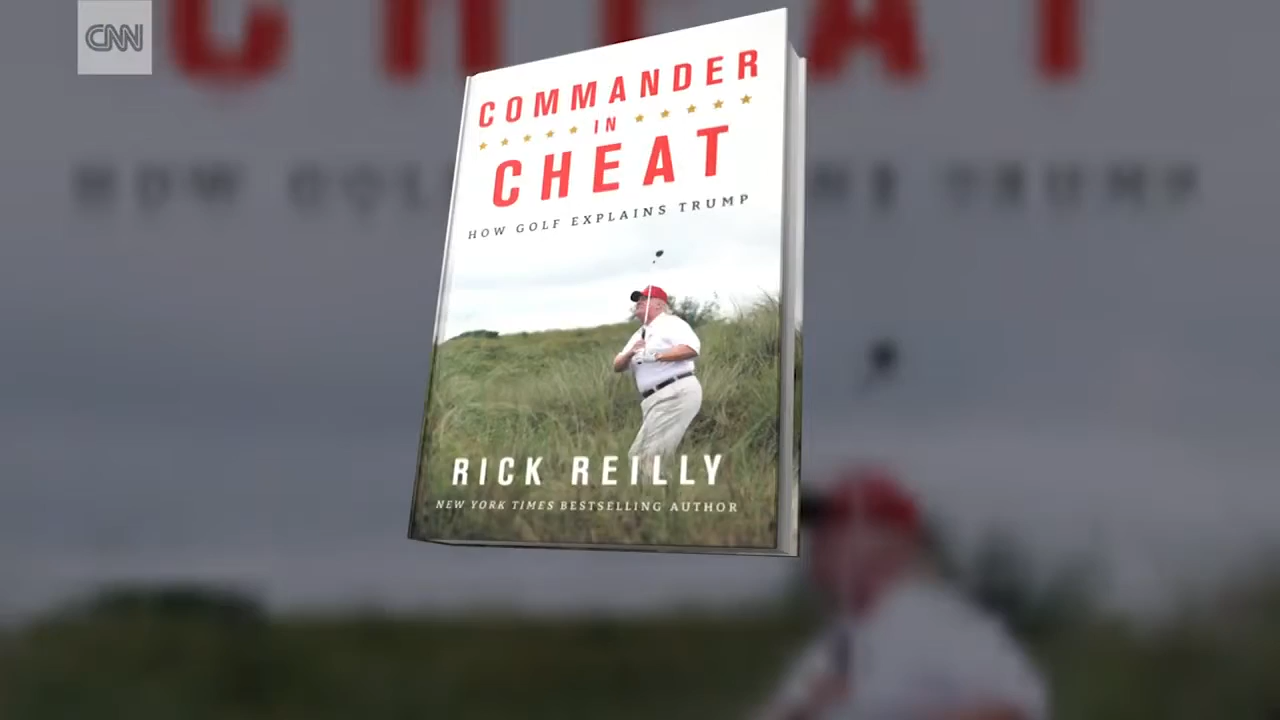 CNN
COMMANDER
IN
CHEAT
HOW GOLF EXPLAINS TRUMP
RICK REILLY
NEW YORK TIMES BESTSELLING AUTHOR